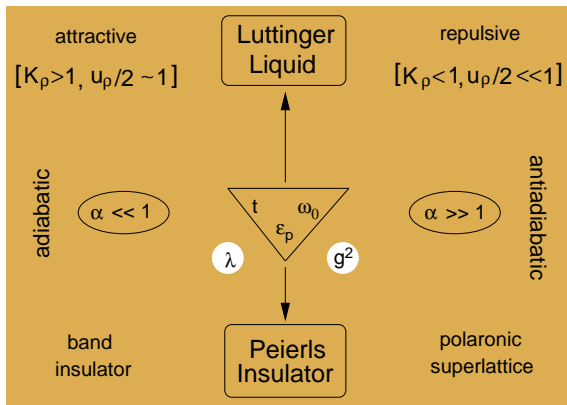 attractive
Luttinger
Liquid
repulsive
[Kρ>1, uρ/2 ~1]
[Kρ<1,uρ/2 <<1]
adiabatic
α << 1
t
ω₀
εₚ
α >> 1
antiadiabatic
λ
g²
band
insulator
Peierls
Insulator
polaronic
superlattice